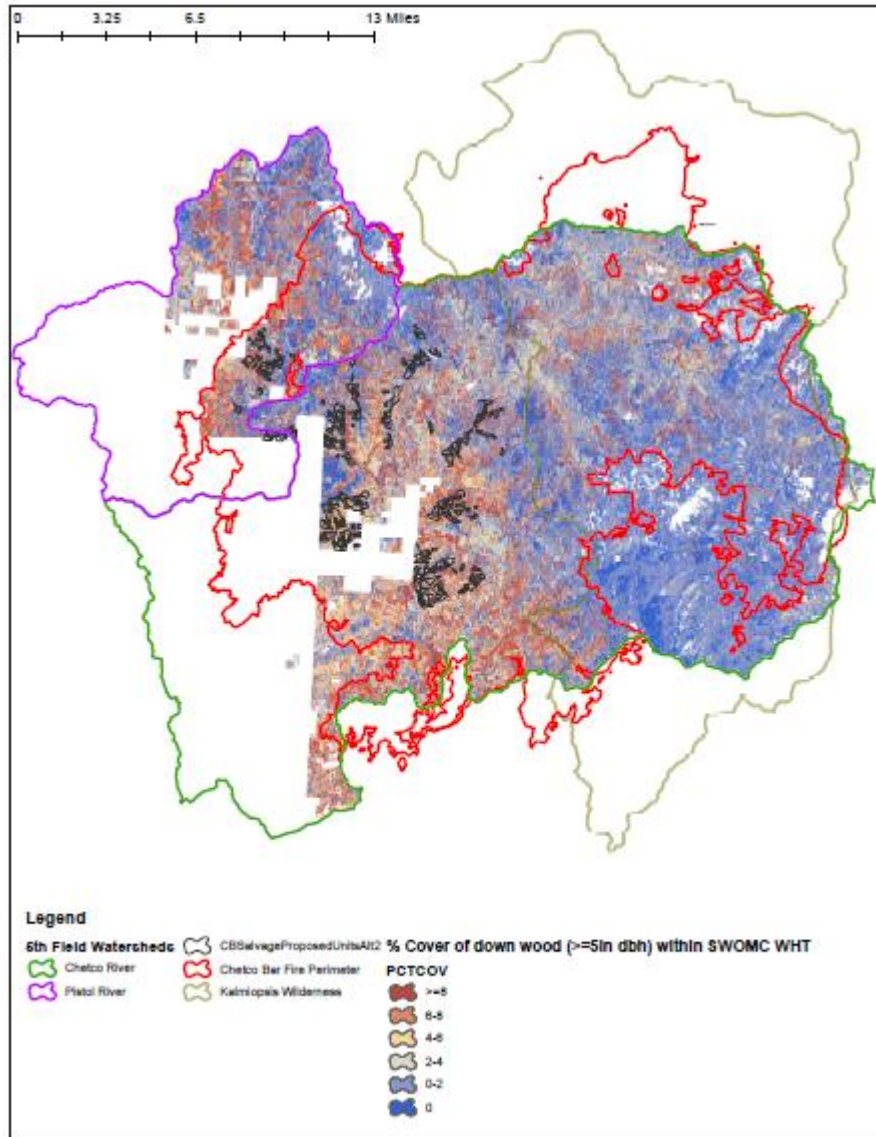 0 3.25 6.5 13 Miles
Legend
5th Field Watersheds
Chetco River
Pistol River
CBSalvageProposedUnitsAlt2
Chetco Bar Fire Perimeter
Kalmiopsis Wilderness
% Cover of down wood (>=5in dbh) within SWOMC WHT
PCTCOV
>=8
6-8
4-6
2-4
0-2
0